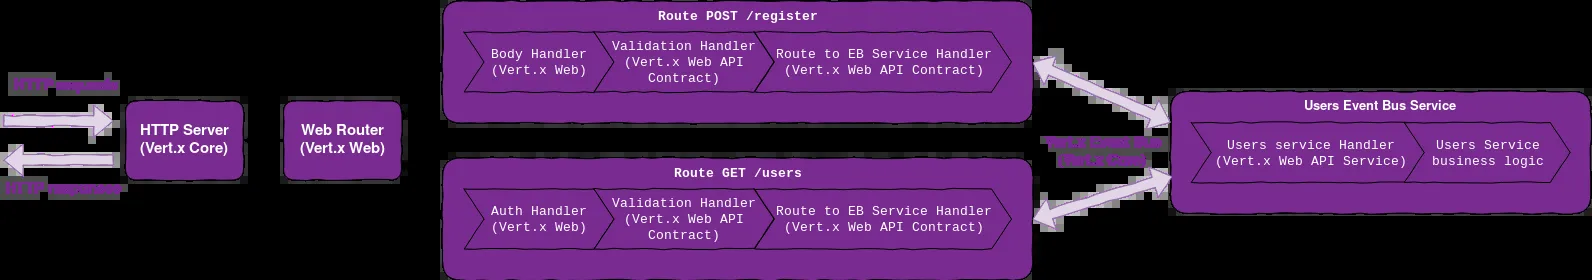 HTTP requests
HTTP Server
(Vert.x Core)
HTTP responses
Web Router
(Vert.x Web)
Route POST /register
Body Handler
(Vert.x Web)
Validation Handler
(Vert.x Web API
Contract)
Route to EB Service Handler
(Vert.x Web API Contract)
Route GET /users
Auth Handler
(Vert.x Web)
Validation Handler
(Vert.x Web API
Contract)
Route to EB Service Handler
(Vert.x Web API Contract)
Users Event Bus Service
Users service Handler
(Vert.x Web API Service)
Users Service
business logic